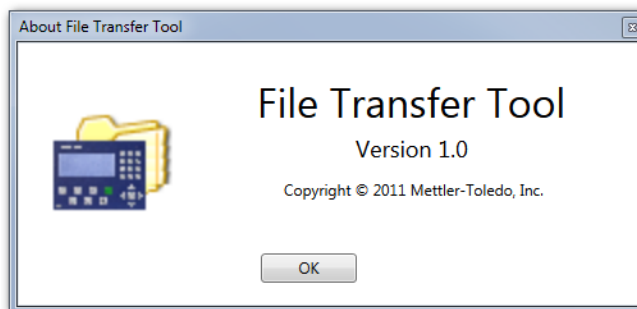 About File Transfer Tool
File Transfer Tool
Version 1.0
Copyright © 2011 Mettler-Toledo, Inc.
OK